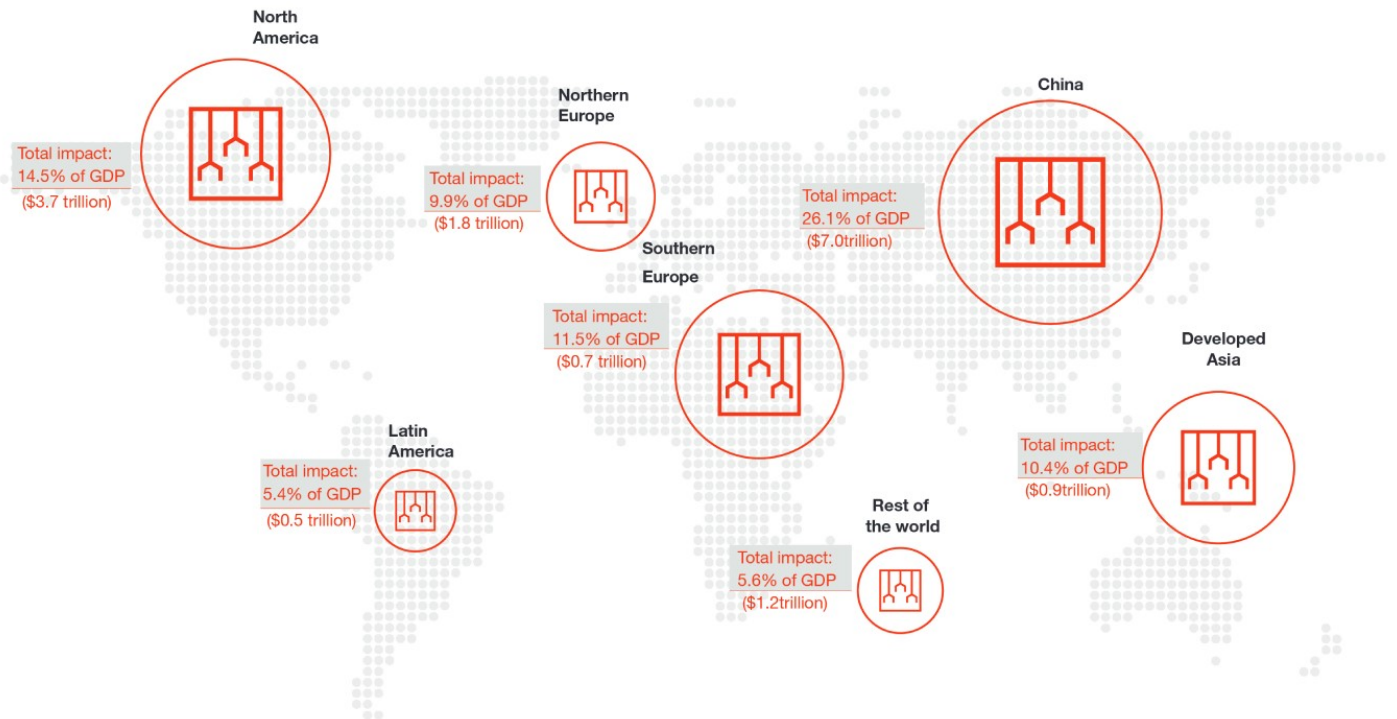 North
America
Total impact:
14.5% of GDP
($3.7 trillion)
Northern
Europe
Total impact:
9.9% of GDP
($1.8 trillion)
China
Total impact:
26.1% of GDP
($7.0trillion)
Southern
Europe
Total impact:
11.5% of GDP
($0.7 trillion)
Developed
Asia
Total impact:
10.4% of GDP
($0.9trillion)
Latin
America
Total impact:
5.4% of GDP
($0.5 trillion)
Rest of
the world
Total impact:
5.6% of GDP
($1.2trillion)